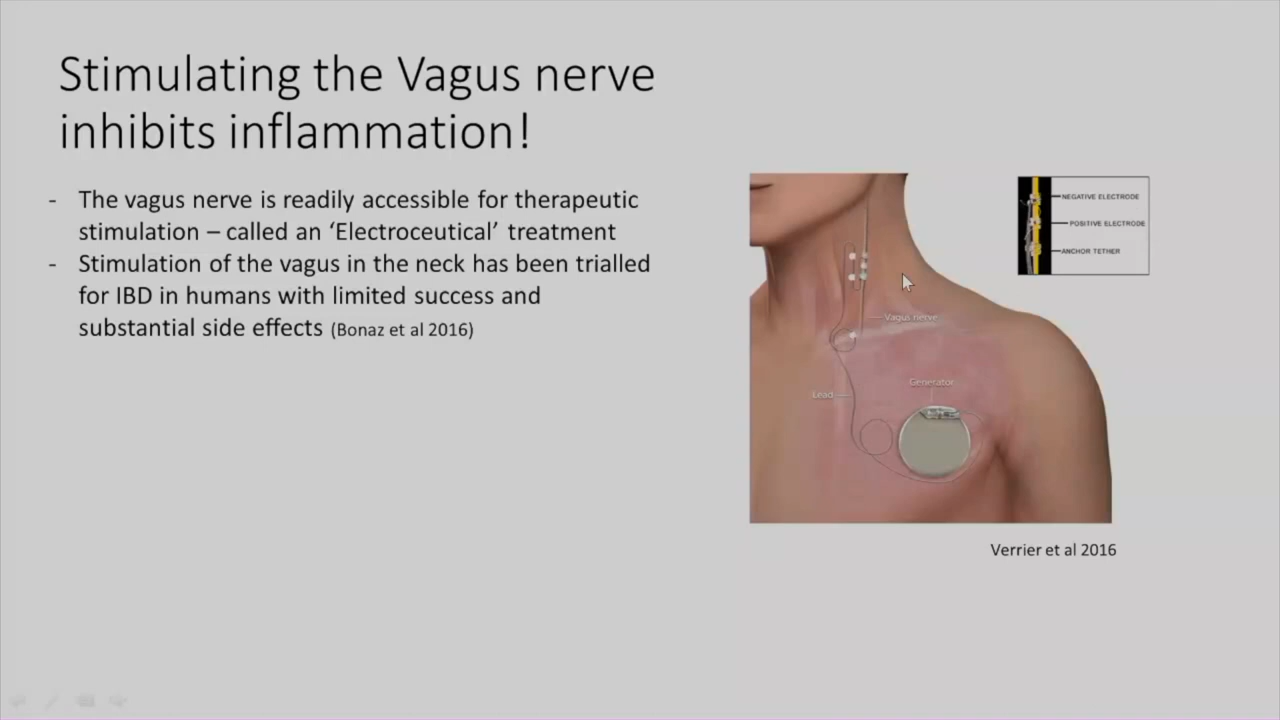 Stimulating the Vagus nerve
inhibits inflammation!
- The vagus nerve is readily accessible for therapeutic
stimulation – called an ‘Electroceutical’ treatment
- Stimulation of the vagus in the neck has been trialled
for IBD in humans with limited success and
substantial side effects (Bonaz et al 2016)
NEGATIVE ELECTRODE
POSITIVE ELECTRODE
ANCHOR TETHER
Vagus nerve
Generator
Lead
Verrier et al 2016